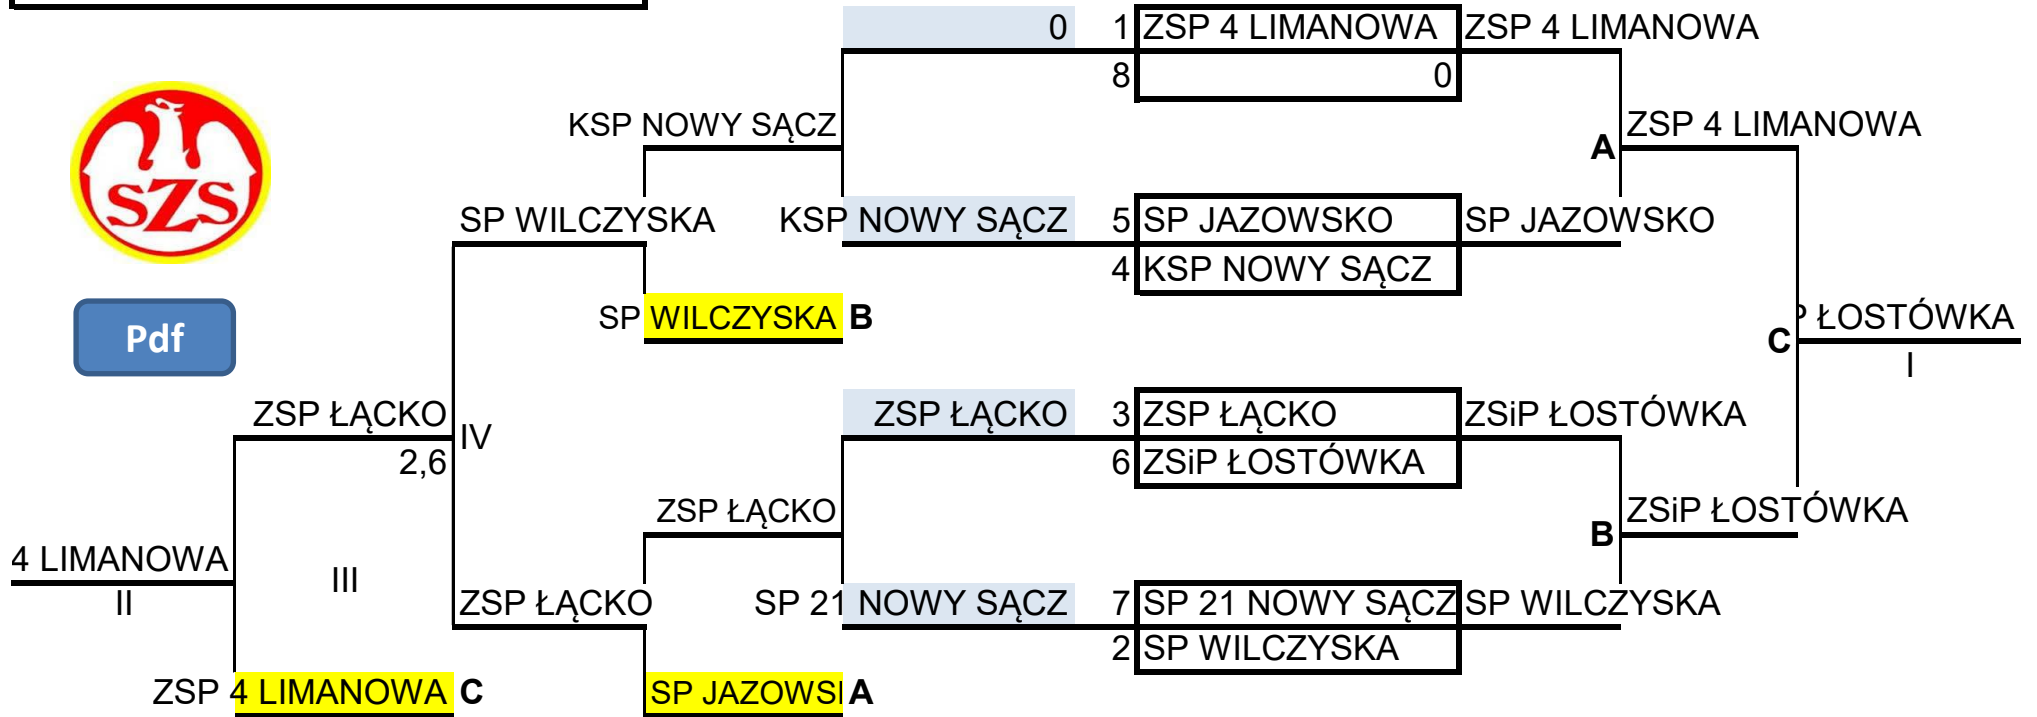 0 1 ZSP 4 LIMANOWA ZSP 4 LIMANOWA
8 0
KSP NOWY SĄCZ ZSP 4 LIMANOWA
A
SZS
SP WILCZYSKA KSP NOWY SĄCZ 5 SP JAZOWSKO SP JAZOWSKO
4 KSP NOWY SĄCZ
SP WILCZYSKA B P ŁOSTÓWKA
Pdf C
I
ZSP ŁĄCKO ZSP ŁĄCKO 3 ZSP ŁĄCKO ZSiP ŁOSTÓWKA
IV
2,6 6 ZSiP ŁOSTÓWKA
ZSP ŁĄCKO ZSiP ŁOSTÓWKA
B
4 LIMANOWA
III
II ZSP ŁĄCKO SP 21 NOWY SĄCZ 7 SP 21 NOWY SĄCZ SP WILCZYSKA
2 SP WILCZYSKA
ZSP 4 LIMANOWA C SP JAZOWSI A